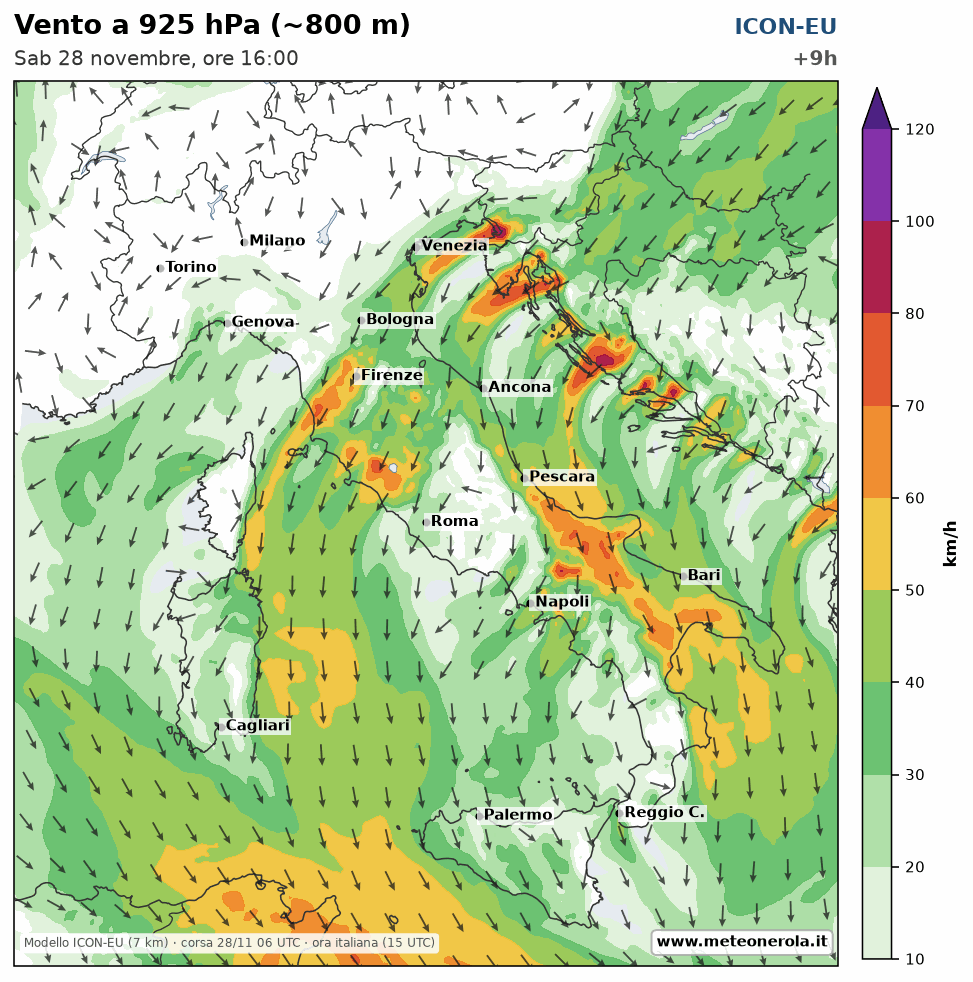 Vento a 925 hPa (~800 m)
ICON-EU
Sab 28 novembre, ore 16:00
+9h
120
100
80
70
60
50
40
30
20
10
km/h
Milano
Venezia
Torino
Genova
Bologna
Firenze
Ancona
Pescara
Roma
Bari
Napoli
Cagliari
Palermo
Reggio C.
Modello ICON-EU (7 km) · corsa 28/11 06 UTC · ora italiana (15 UTC)
www.meteonerola.it